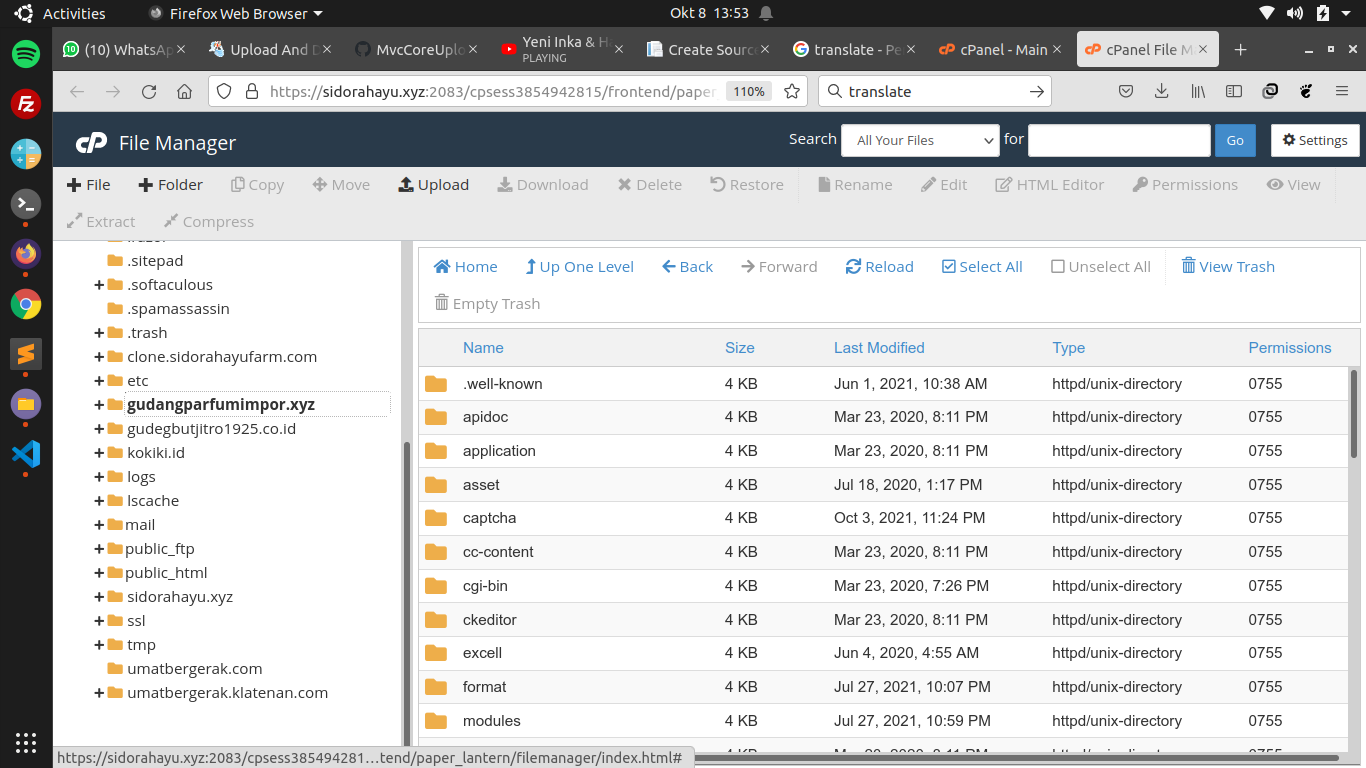 Activities
Firefox Web Browser
Okt 8 13:53
(10) WhatsAp
Upload And D
MvcCoreUplo
Yeni Inka & Ha
PLAYING
Create Source
translate - Pe
cPanel - Main
cPanel File M
https://sidorahayu.xyz:2083/cpsess3854942815/frontend/paper_
110%
translate
cP File Manager
Search
All Your Files
for
Go
Settings
File
Folder
Copy
Move
Upload
Download
Delete
Restore
Rename
Edit
HTML Editor
Permissions
View
Extract
Compress
.sitepad
.softaculous
.spamassassin
.trash
clone.sidorahayufarm.com
etc
gudangparfumimpor.xyz
gudegbutjitro1925.co.id
kokiki.id
logs
lscache
mail
public_ftp
public_html
sidorahayu.xyz
ssl
tmp
umatbergerak.com
umatbergerak.klatenan.com
Home
Up One Level
Back
Forward
Reload
Select All
Unselect All
View Trash
Empty Trash
Name Size Last Modified Type Permissions
.well-known 4 KB Jun 1, 2021, 10:38 AM httpd/unix-directory 0755
apidoc 4 KB Mar 23, 2020, 8:11 PM httpd/unix-directory 0755
application 4 KB Mar 23, 2020, 8:11 PM httpd/unix-directory 0755
asset 4 KB Jul 18, 2020, 1:17 PM httpd/unix-directory 0755
captcha 4 KB Oct 3, 2021, 11:24 PM httpd/unix-directory 0755
cc-content 4 KB Mar 23, 2020, 8:11 PM httpd/unix-directory 0755
cgi-bin 4 KB Mar 23, 2020, 7:26 PM httpd/unix-directory 0755
ckeditor 4 KB Mar 23, 2020, 8:11 PM httpd/unix-directory 0755
excell 4 KB Jun 4, 2020, 4:55 AM httpd/unix-directory 0755
format 4 KB Jul 27, 2021, 10:07 PM httpd/unix-directory 0755
modules 4 KB Jul 27, 2021, 10:59 PM httpd/unix-directory 0755
https://sidorahayu.xyz:2083/cpsess385494281…tend/paper_lantern/filemanager/index.html#